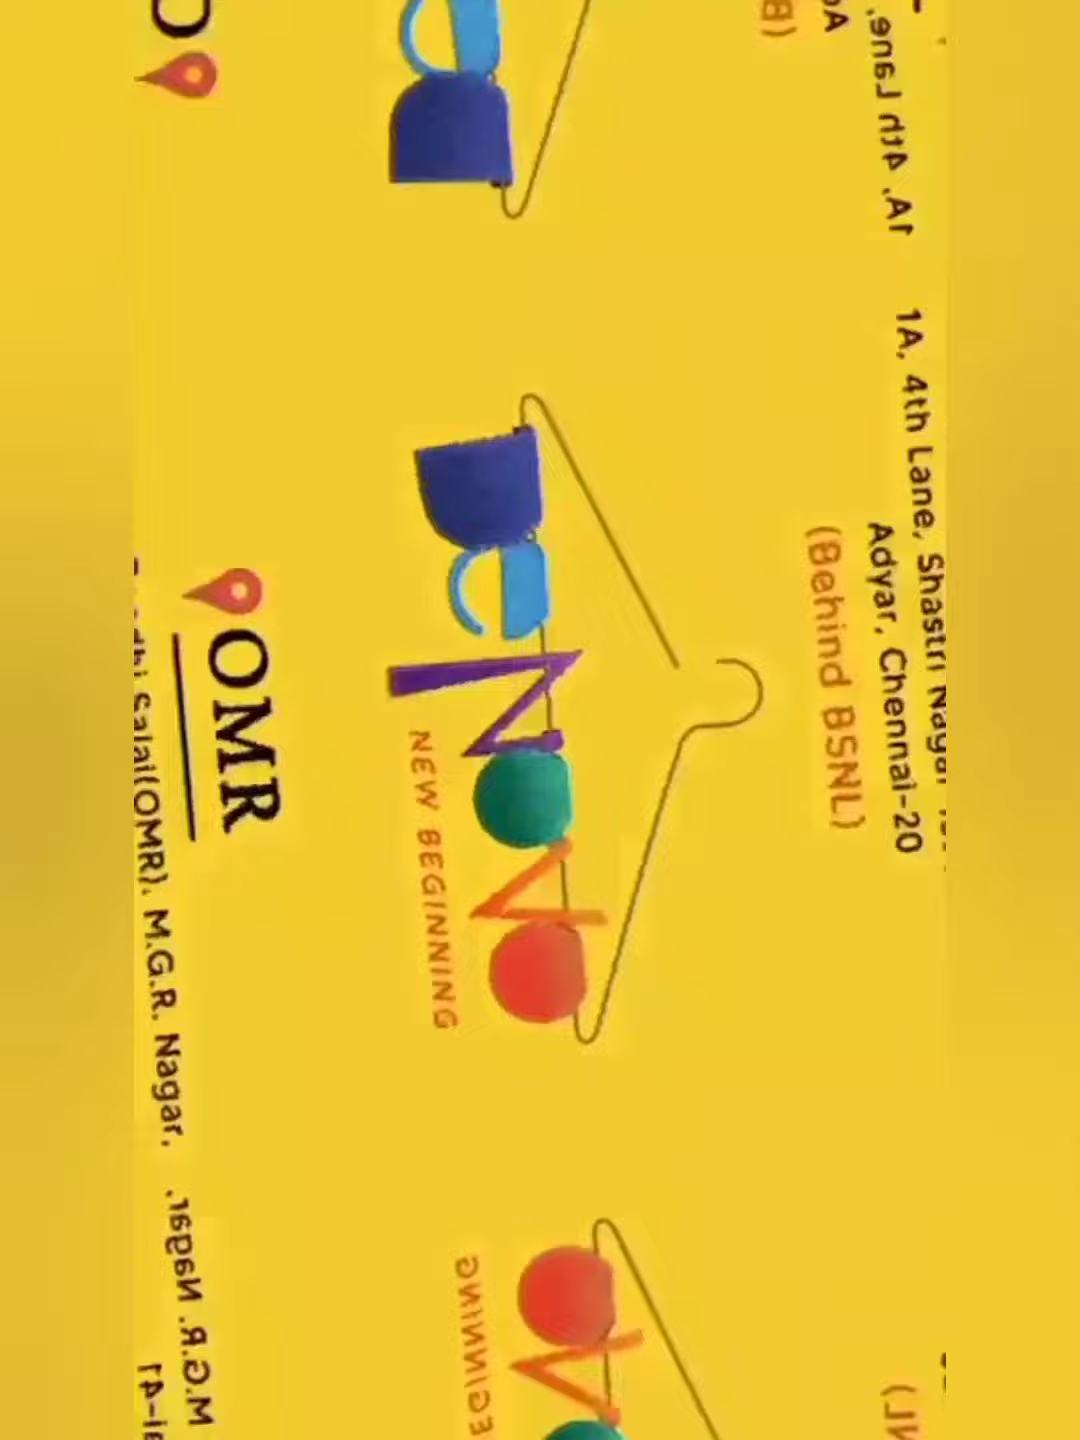 1A, 4th Lane, Shastri Nagar
Adyar, Chennai-20
(Behind BSNL)
DeNovo
NEW BEGINNING
OMR
Salai(OMR), M.G.R. Nagar,